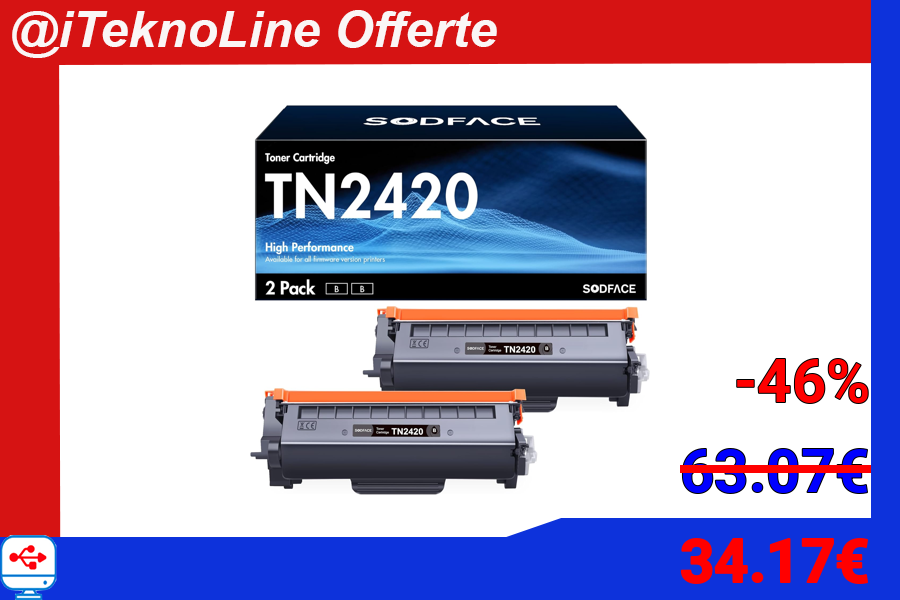 @iTeknoLine Offerte
SODFACE
Toner Cartridge
TN2420
High Performance
Available for all firmware version printers
2 Pack B B
SODFACE
SODFACE Toner Cartridge TN2420 B
SODFACE Toner Cartridge TN2420 B
-46%
63.07€
34.17€